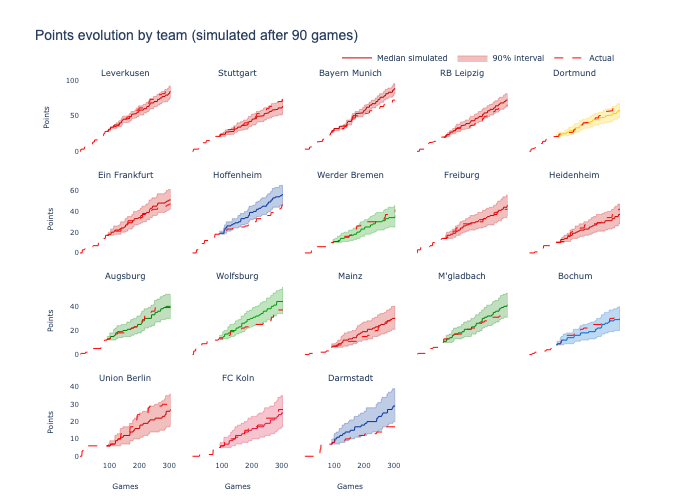 Points evolution by team (simulated after 90 games)
Median simulated 90% interval Actual
Leverkusen Stuttgart Bayern Munich RB Leipzig Dortmund
100
50
0
Points
Ein Frankfurt Hoffenheim Werder Bremen Freiburg Heidenheim
60
40
20
0
Points
Augsburg Wolfsburg Mainz M'gladbach Bochum
40
20
0
Points
Union Berlin FC Koln Darmstadt
40
30
20
10
0
Points
100 200 300 100 200 300 100 200 300
Games Games Games